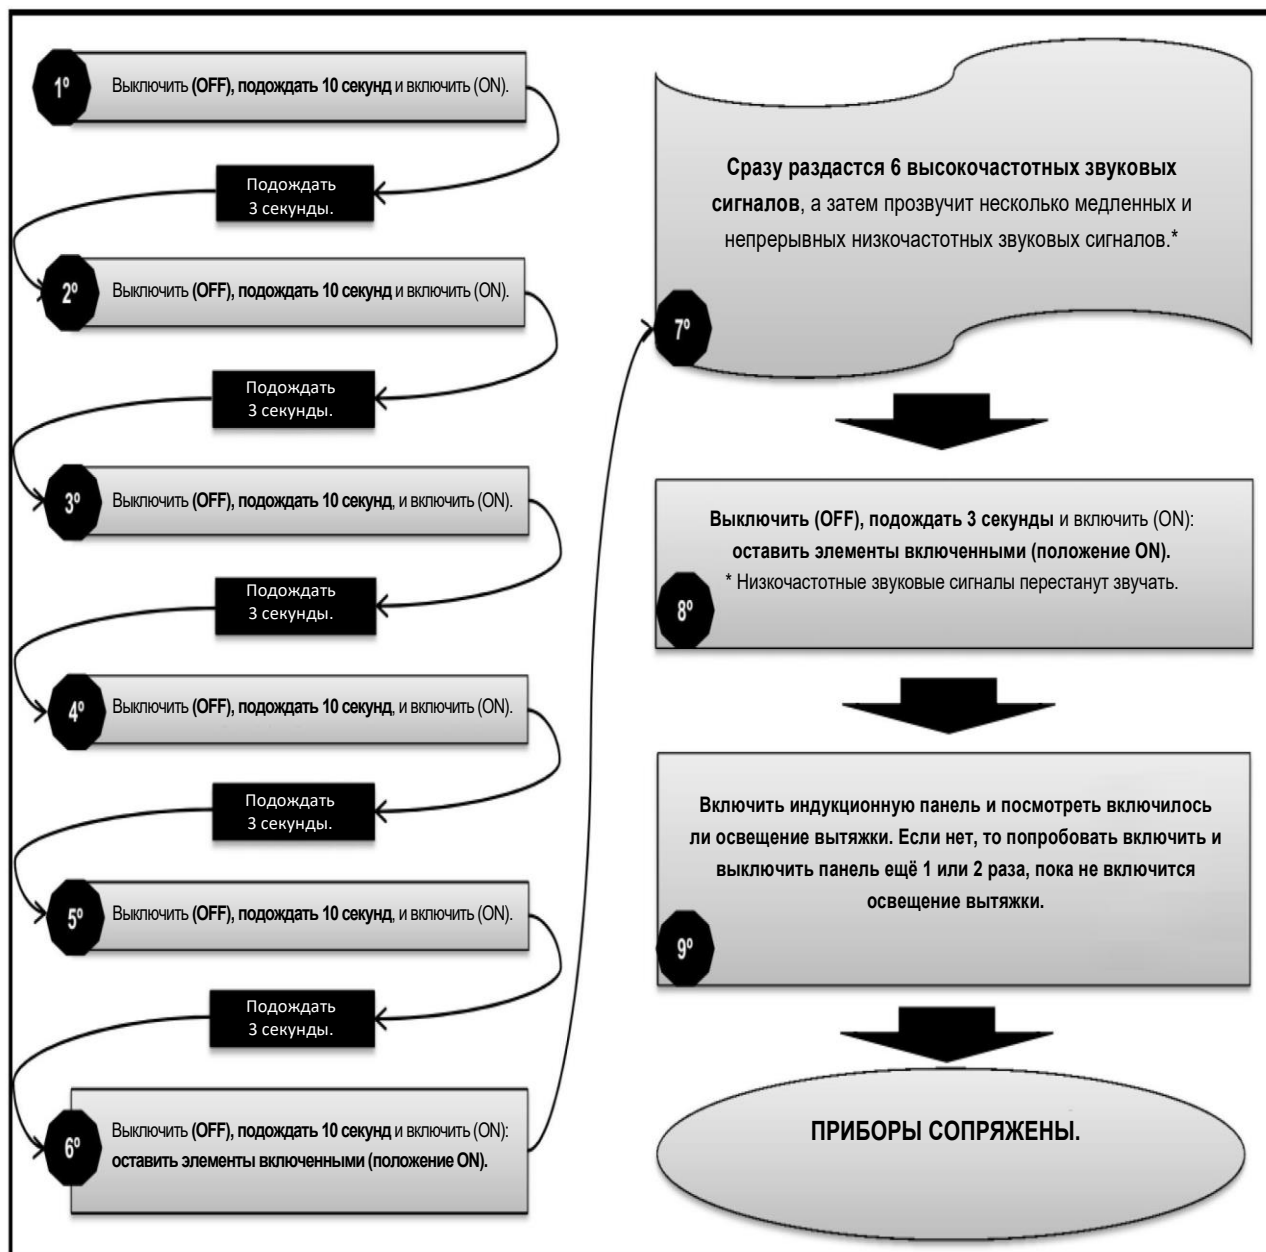 1º
Выключить (OFF), подождать 10 секунд и включить (ON).
Подождать
3 секунды.
2º
Выключить (OFF), подождать 10 секунд и включить (ON).
Подождать
3 секунды.
3º
Выключить (OFF), подождать 10 секунд, и включить (ON).
Подождать
3 секунды.
4º
Выключить (OFF), подождать 10 секунд, и включить (ON).
Подождать
3 секунды.
5º
Выключить (OFF), подождать 10 секунд, и включить (ON).
Подождать
3 секунды.
6º
Выключить (OFF), подождать 10 секунд и включить (ON):
оставить элементы включенными (положение ON).
Сразу раздастся 6 высокочастотных звуковых
сигналов, а затем прозвучит несколько медленных и
непрерывных низкочастотных звуковых сигналов.*
7º
Выключить (OFF), подождать 3 секунды и включить (ON):
оставить элементы включенными (положение ON).
* Низкочастотные звуковые сигналы перестанут звучать.
8º
Включить индукционную панель и посмотреть включилось
ли освещение вытяжки. Если нет, то попробовать включить и
выключить панель ещё 1 или 2 раза, пока не включится
освещение вытяжки.
9º
ПРИБОРЫ СОПРЯЖЕНЫ.